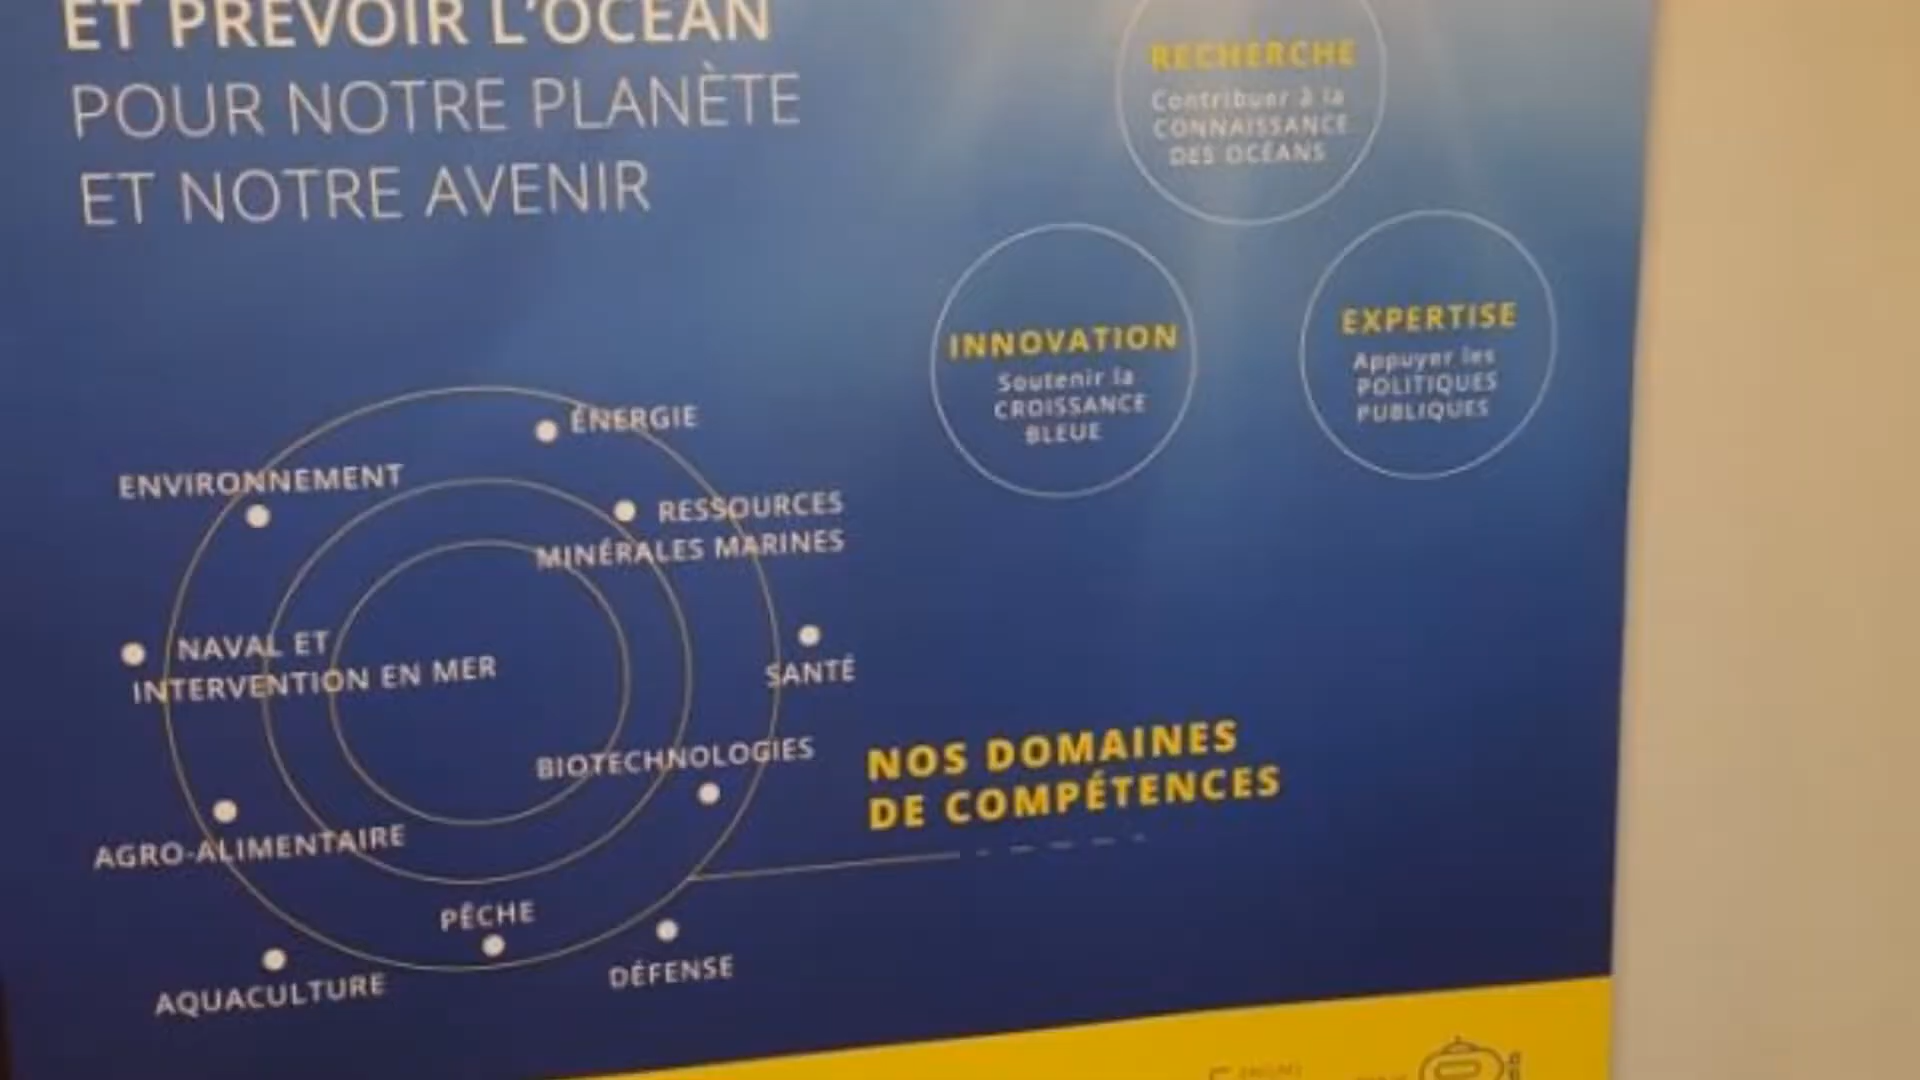 ET PRÉVOIR L'OCÉAN
POUR NOTRE PLANÈTE
ET NOTRE AVENIR
RECHERCHE
Contribuer à la
CONNAISSANCE
DES OCÉANS
INNOVATION
Soutenir la
CROISSANCE
BLEUE
EXPERTISE
Appuyer les
POLITIQUES
PUBLIQUES
ÉNERGIE
ENVIRONNEMENT
RESSOURCES
MINÉRALES MARINES
NAVAL ET
INTERVENTION EN MER
SANTÉ
BIOTECHNOLOGIES
AGRO-ALIMENTAIRE
PÊCHE
AQUACULTURE
DÉFENSE
NOS DOMAINES
DE COMPÉTENCES